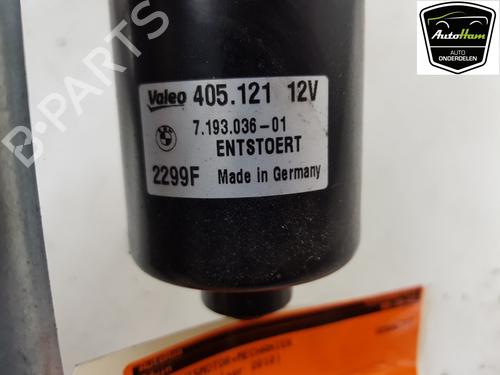 Valeo 405.121 12V
7.193.036-01
ENTSTOERT
2299F Made in Germany
AutoHam
AUTO
ONDERDELEN
B-PARTS